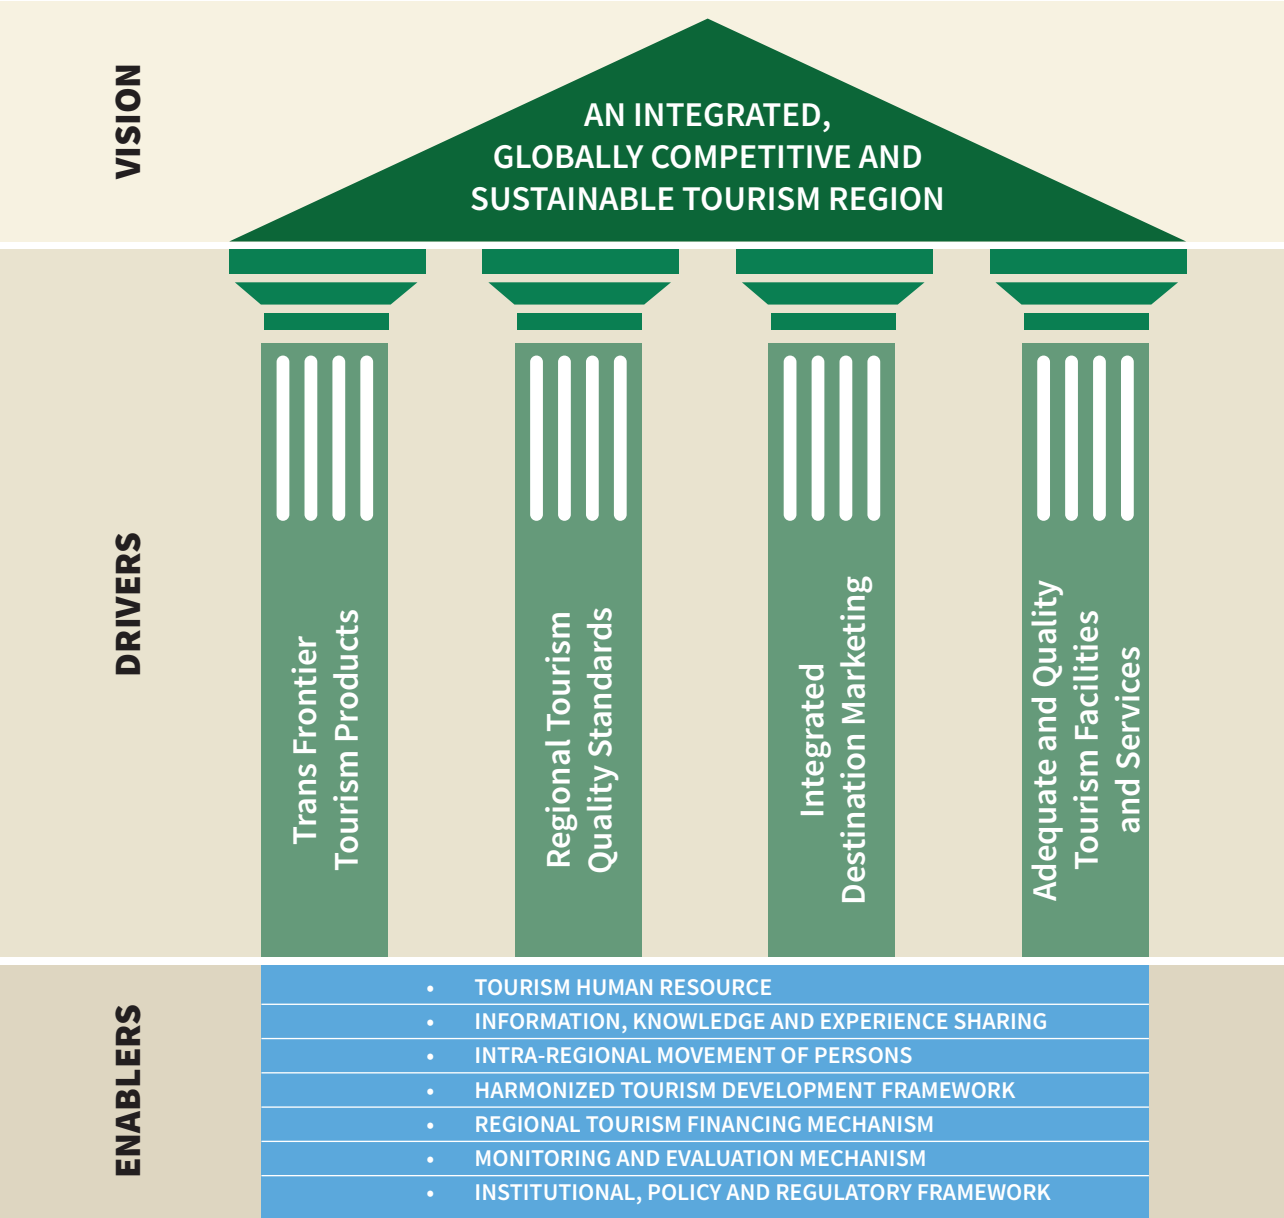 VISION
AN INTEGRATED,
GLOBALLY COMPETITIVE AND
SUSTAINABLE TOURISM REGION
DRIVERS
Trans Frontier
Tourism Products
Regional Tourism
Quality Standards
Integrated
Destination Marketing
Adequate and Quality
Tourism Facilities
and Services
ENABLERS
• TOURISM HUMAN RESOURCE
• INFORMATION, KNOWLEDGE AND EXPERIENCE SHARING
• INTRA-REGIONAL MOVEMENT OF PERSONS
• HARMONIZED TOURISM DEVELOPMENT FRAMEWORK
• REGIONAL TOURISM FINANCING MECHANISM
• MONITORING AND EVALUATION MECHANISM
• INSTITUTIONAL, POLICY AND REGULATORY FRAMEWORK